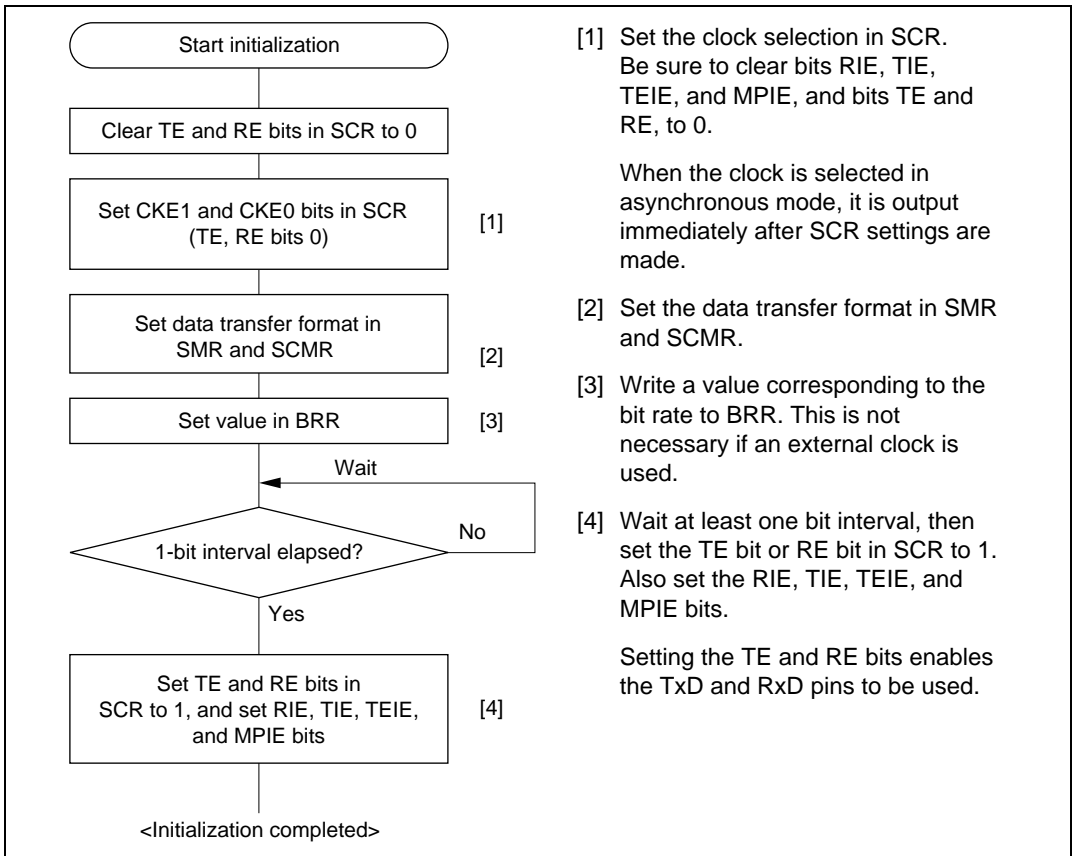 Start initialization
Clear TE and RE bits in SCR to 0
Set CKE1 and CKE0 bits in SCR
(TE, RE bits 0)
[1]
Set data transfer format in
SMR and SCMR
[2]
Set value in BRR
[3]
Wait
1-bit interval elapsed?
No
Yes
Set TE and RE bits in
SCR to 1, and set RIE, TIE, TEIE,
and MPIE bits
[4]
<Initialization completed>
[1] Set the clock selection in SCR.
Be sure to clear bits RIE, TIE,
TEIE, and MPIE, and bits TE and
RE, to 0.
When the clock is selected in
asynchronous mode, it is output
immediately after SCR settings are
made.
[2] Set the data transfer format in SMR
and SCMR.
[3] Write a value corresponding to the
bit rate to BRR. This is not
necessary if an external clock is
used.
[4] Wait at least one bit interval, then
set the TE bit or RE bit in SCR to 1.
Also set the RIE, TIE, TEIE, and
MPIE bits.
Setting the TE and RE bits enables
the TxD and RxD pins to be used.